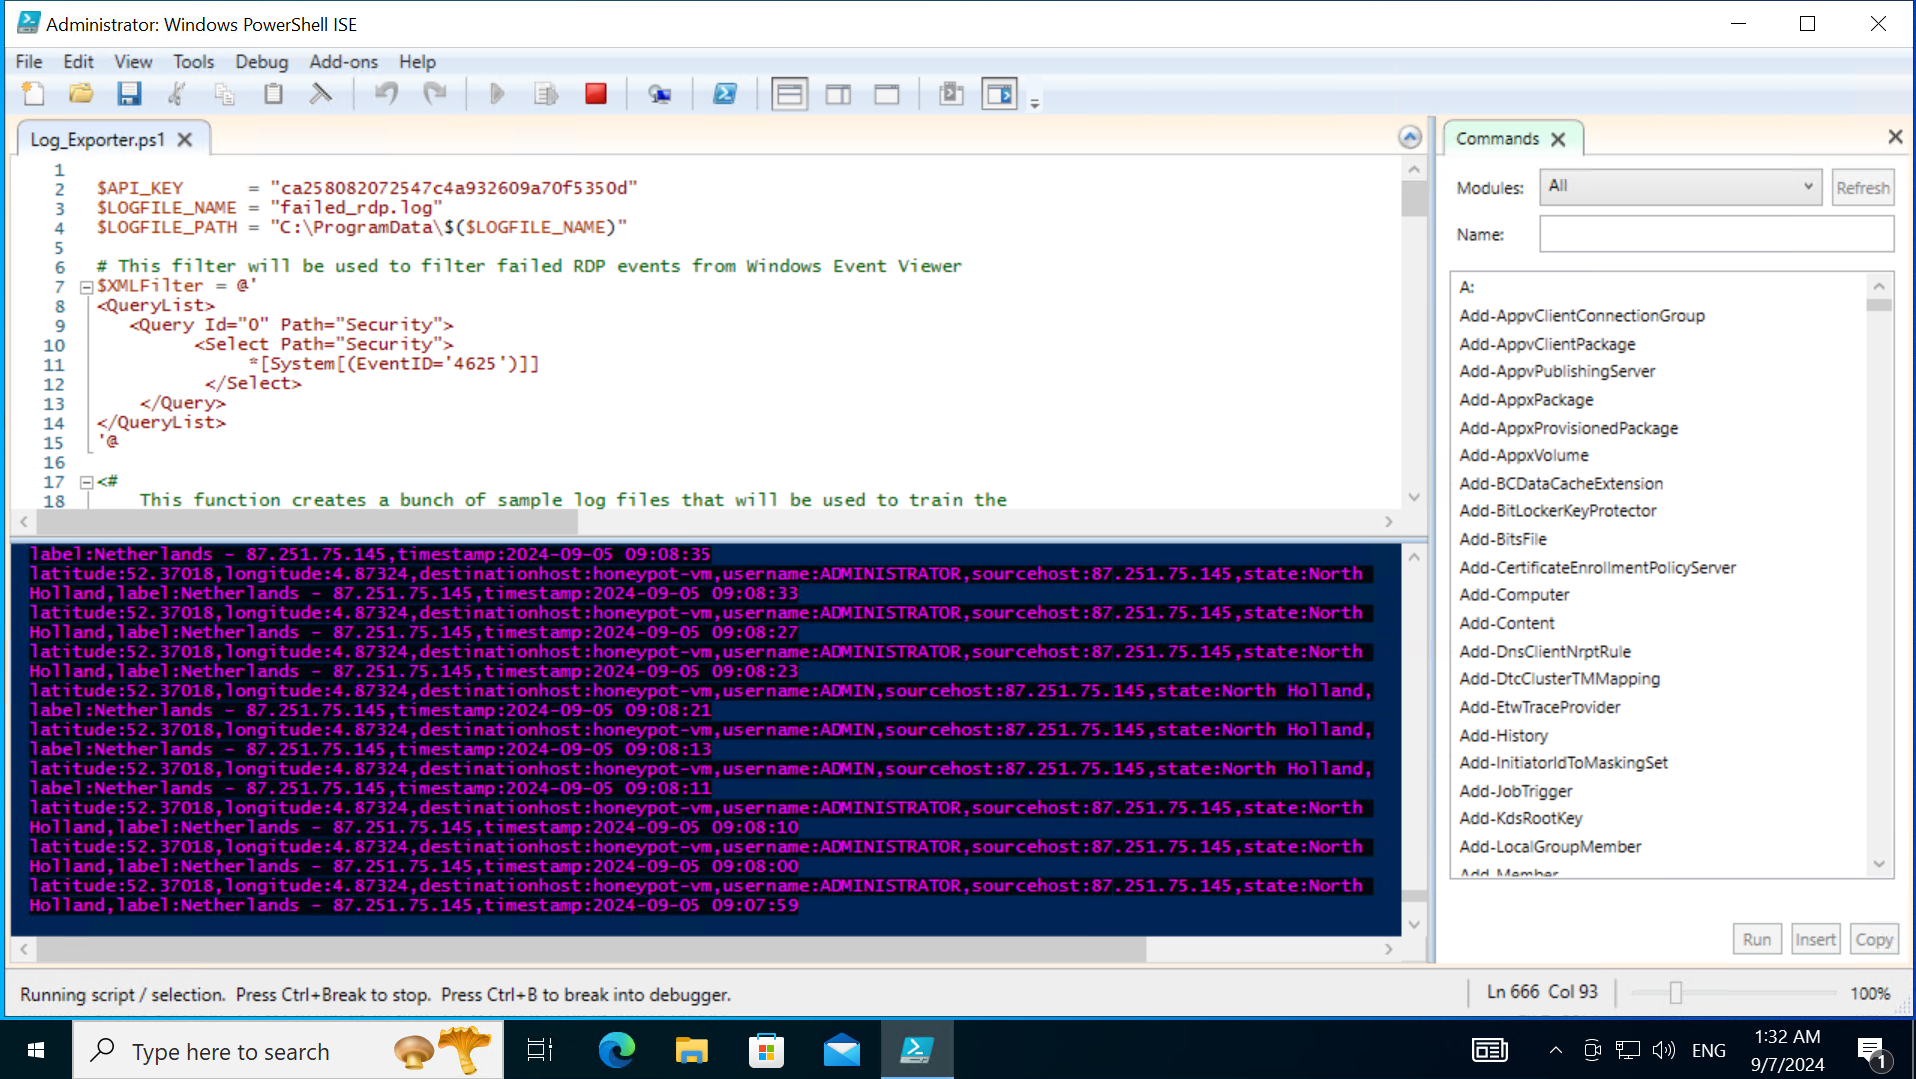 Administrator: Windows PowerShell ISE
File Edit View Tools Debug Add-ons Help
Log_Exporter.ps1
1
2 $API_KEY = "ca258082072547c4a932609a70f5350d"
3 $LOGFILE_NAME = "failed_rdp.log"
4 $LOGFILE_PATH = "C:\ProgramData\$($LOGFILE_NAME)"
5
6 # This filter will be used to filter failed RDP events from Windows Event Viewer
7 $XMLFilter = @'
8 <QueryList>
9 <Query Id="0" Path="Security">
10 <Select Path="Security">
11 *[System[(EventID='4625')]]
12 </Select>
13 </Query>
14 </QueryList>
15 '@
16
17 <#
18 This function creates a bunch of sample log files that will be used to train the
label:Netherlands - 87.251.75.145,timestamp:2024-09-05 09:08:35
latitude:52.37018,longitude:4.87324,destinationhost:honeypot-vm,username:ADMINISTRATOR,sourcehost:87.251.75.145,state:North
Holland,label:Netherlands - 87.251.75.145,timestamp:2024-09-05 09:08:33
latitude:52.37018,longitude:4.87324,destinationhost:honeypot-vm,username:ADMINISTRATOR,sourcehost:87.251.75.145,state:North
Holland,label:Netherlands - 87.251.75.145,timestamp:2024-09-05 09:08:27
latitude:52.37018,longitude:4.87324,destinationhost:honeypot-vm,username:ADMINISTRATOR,sourcehost:87.251.75.145,state:North
Holland,label:Netherlands - 87.251.75.145,timestamp:2024-09-05 09:08:23
latitude:52.37018,longitude:4.87324,destinationhost:honeypot-vm,username:ADMIN,sourcehost:87.251.75.145,state:North Holland,
label:Netherlands - 87.251.75.145,timestamp:2024-09-05 09:08:21
latitude:52.37018,longitude:4.87324,destinationhost:honeypot-vm,username:ADMIN,sourcehost:87.251.75.145,state:North Holland,
label:Netherlands - 87.251.75.145,timestamp:2024-09-05 09:08:13
latitude:52.37018,longitude:4.87324,destinationhost:honeypot-vm,username:ADMIN,sourcehost:87.251.75.145,state:North Holland,
label:Netherlands - 87.251.75.145,timestamp:2024-09-05 09:08:11
latitude:52.37018,longitude:4.87324,destinationhost:honeypot-vm,username:ADMINISTRATOR,sourcehost:87.251.75.145,state:North
Holland,label:Netherlands - 87.251.75.145,timestamp:2024-09-05 09:08:10
latitude:52.37018,longitude:4.87324,destinationhost:honeypot-vm,username:ADMINISTRATOR,sourcehost:87.251.75.145,state:North
Holland,label:Netherlands - 87.251.75.145,timestamp:2024-09-05 09:08:00
latitude:52.37018,longitude:4.87324,destinationhost:honeypot-vm,username:ADMINISTRATOR,sourcehost:87.251.75.145,state:North
Holland,label:Netherlands - 87.251.75.145,timestamp:2024-09-05 09:07:59
Commands
Modules: All Refresh
Name:
A:
Add-AppvClientConnectionGroup
Add-AppvClientPackage
Add-AppvPublishingServer
Add-AppxPackage
Add-AppxProvisionedPackage
Add-AppxVolume
Add-BCDataCacheExtension
Add-BitLockerKeyProtector
Add-BitsFile
Add-CertificateEnrollmentPolicyServer
Add-Computer
Add-Content
Add-DnsClientNrptRule
Add-DtcClusterTMMapping
Add-EtwTraceProvider
Add-History
Add-InitiatorIdToMaskingSet
Add-JobTrigger
Add-KdsRootKey
Add-LocalGroupMember
Add-Member
Run Insert Copy
Running script / selection. Press Ctrl+Break to stop. Press Ctrl+B to break into debugger.
Ln 666 Col 93
100%
Type here to search
ENG
1:32 AM
9/7/2024
1